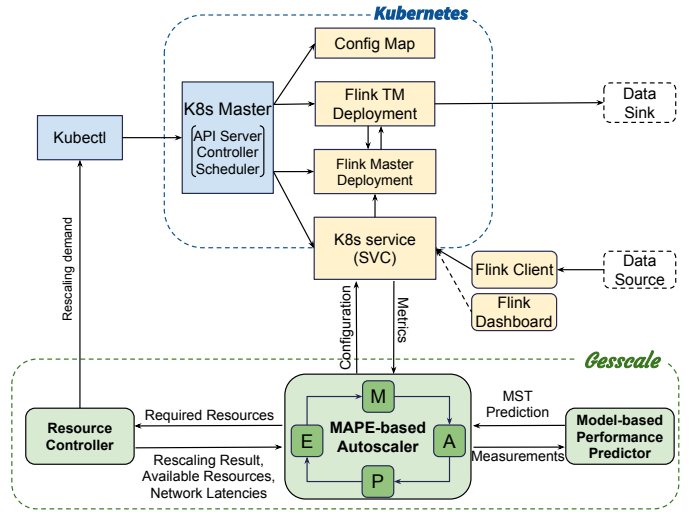 Kubernetes
Config Map
K8s Master
API Server
Controller
Scheduler
Flink TM
Deployment
Data
Sink
Kubectl
Flink Master
Deployment
K8s service
(SVC)
Flink Client
Data
Source
Flink
Dashboard
Rescaling demand
Configuration
Metrics
Gesscale
M
MAPE-based
Autoscaler
E
A
P
Required Resources
Resource
Controller
Rescaling Result,
Available Resources,
Network Latencies
MST
Prediction
Measurements
Model-based
Performance
Predictor